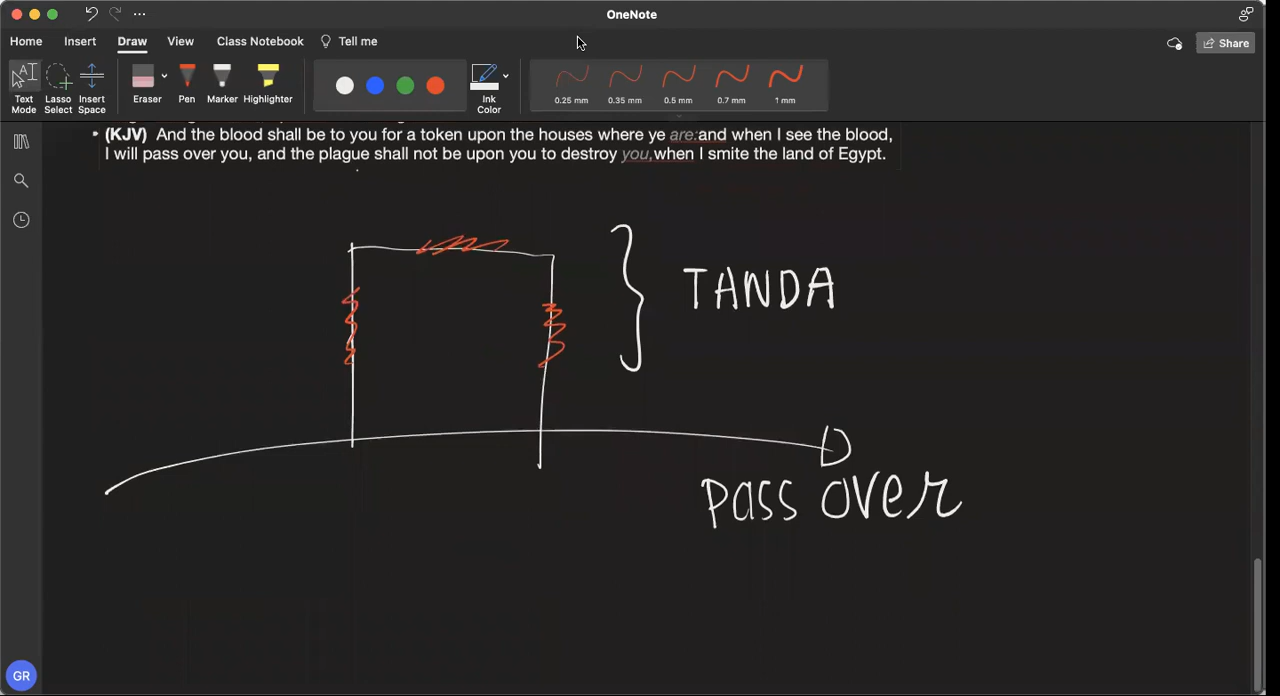 OneNote
Home Insert Draw View Class Notebook Tell me
Share
Text Mode
Lasso Select
Insert Space
Eraser
Pen
Marker
Highlighter
Ink Color
0.25 mm 0.35 mm 0.5 mm 0.7 mm 1 mm
(KJV) And the blood shall be to you for a token upon the houses where ye are:and when I see the blood,
I will pass over you, and the plague shall not be upon you to destroy you,when I smite the land of Egypt.
TANDA
pass over
GR